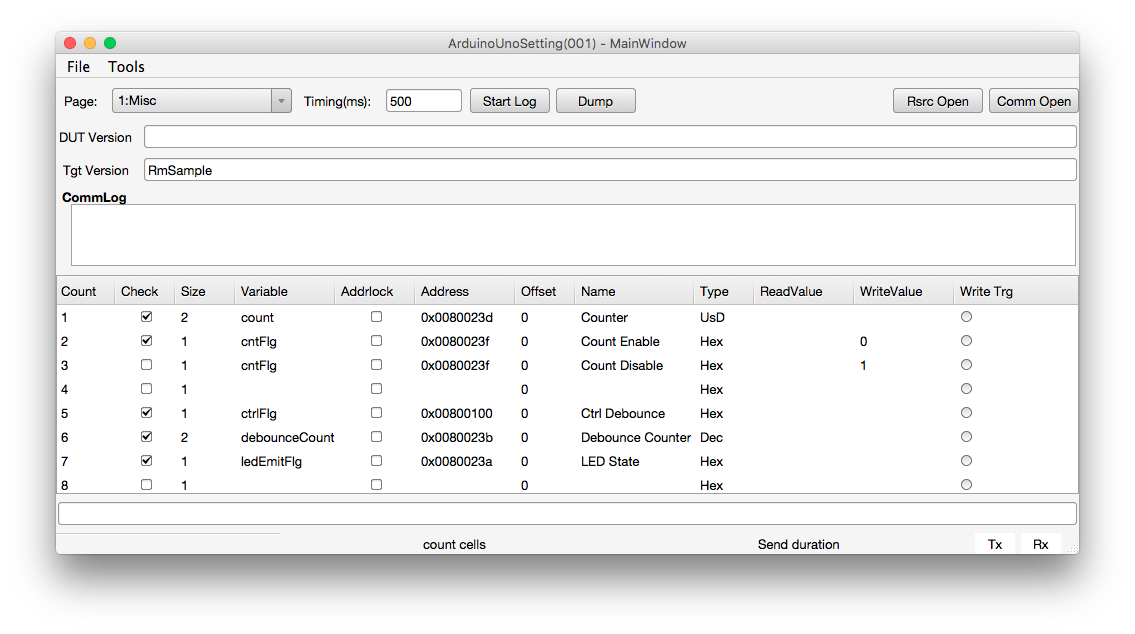 ArduinoUnoSetting(001) - MainWindow
File Tools
Page: 1:Misc Timing(ms): 500 Start Log Dump Rsrc Open Comm Open
DUT Version
Tgt Version RmSample
CommLog
Count Check Size Variable Addrlock Address Offset Name Type ReadValue WriteValue Write Trg
1 2 count 0x0080023d 0 Counter UsD
2 1 cntFlg 0x0080023f 0 Count Enable Hex 0
3 1 cntFlg 0x0080023f 0 Count Disable Hex 1
4 1 0 Hex
5 1 ctrlFlg 0x00800100 0 Ctrl Debounce Hex
6 2 debounceCount 0x0080023b 0 Debounce Counter Dec
7 1 ledEmitFlg 0x0080023a 0 LED State Hex
8 1 0 Hex
count cells Send duration Tx Rx